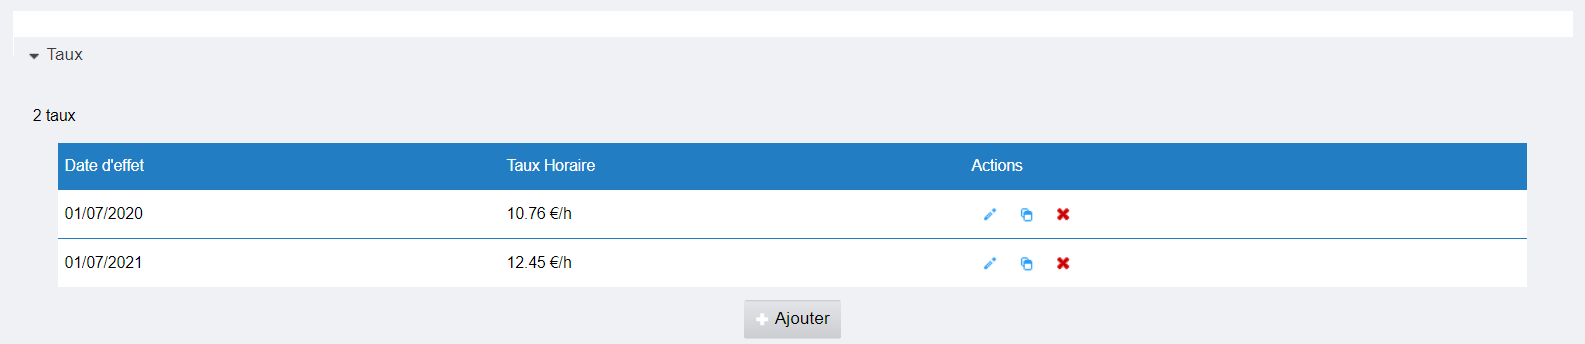 Taux
2 taux
Date d'effet Taux Horaire Actions
01/07/2020 10.76 €/h
01/07/2021 12.45 €/h
Ajouter